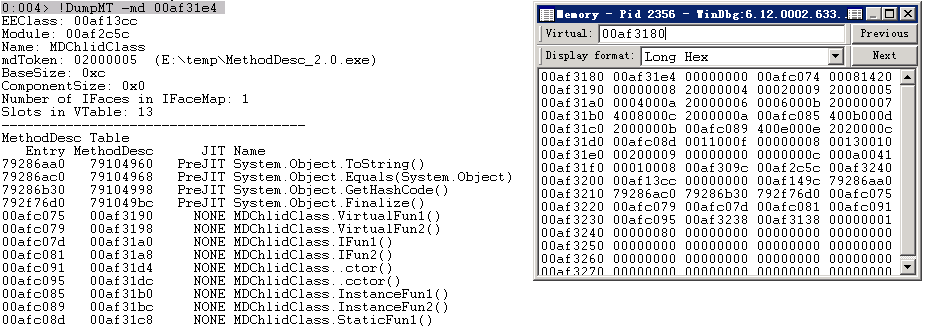 0:004> !DumpMT -md 00af31e4
EEClass: 00af13cc
Module: 00af2c5c
Name: MDChlidClass
mdToken: 02000005  (E:\temp\MethodDesc_2.0.exe)
BaseSize: 0xc
ComponentSize: 0x0
Number of IFaces in IFaceMap: 1
Slots in VTable: 13
--------------------------------------
MethodDesc Table
Entry MethodDesc JIT Name
79286aa0 79104960 PreJIT System.Object.ToString()
79286ac0 79104968 PreJIT System.Object.Equals(System.Object)
79286b30 79104998 PreJIT System.Object.GetHashCode()
792f76d0 791049bc PreJIT System.Object.Finalize()
00afc075 00af3190 NONE MDChlidClass.VirtualFun1()
00afc079 00af3198 NONE MDChlidClass.VirtualFun2()
00afc07d 00af31a0 NONE MDChlidClass.IFun1()
00afc081 00af31a8 NONE MDChlidClass.IFun2()
00afc091 00af31d4 NONE MDChlidClass..ctor()
00afc095 00af31dc NONE MDChlidClass..cctor()
00afc085 00af31b0 NONE MDChlidClass.InstanceFun1()
00afc089 00af31bc NONE MDChlidClass.InstanceFun2()
00afc08d 00af31c8 NONE MDChlidClass.StaticFun1()
Memory - Pid 2356 - WinDbg:6.12.0002.633...
Virtual: 00af3180 Previous
Display format: Long Hex Next
00af3180 00af31e4 00000000 00afc074 00081420
00af3190 00000008 20000004 00020009 20000005
00af31a0 0004000a 20000006 0006000b 20000007
00af31b0 4008000c 2000000a 00afc085 400b000d
00af31c0 2000000b 00afc089 400e000e 2020000c
00af31d0 00afc08d 0011000f 00000008 00130010
00af31e0 00200009 00000000 0000000c 000a0041
00af31f0 00010008 00af309c 00af2c5c 00af3240
00af3200 00af13cc 00000000 00af149c 79286aa0
00af3210 79286ac0 79286b30 792f76d0 00afc075
00af3220 00afc079 00afc07d 00afc081 00afc091
00af3230 00afc095 00af3238 00af3138 00000001
00af3240 00000080 00000000 00000000 00000000
00af3250 00000000 00000000 00000000 00000000
00af3260 00000000 00000000 00000000 00000000
00af3270 00000000 00000000 00000000 00000000